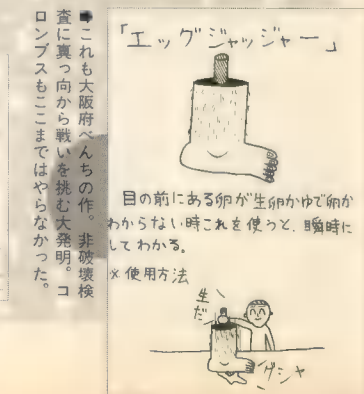 「エッグジャッジャー」
目の前にある卵が生卵かゆで卵か
わからない時これを使うと、瞬時に
してわかる。
※使用方法
生だ
グシャ
➡これも大阪府べんちの作。非破壊検
査に真っ向から戦いを挑む大発明。コ
ロンブスもここまではやらなかった。